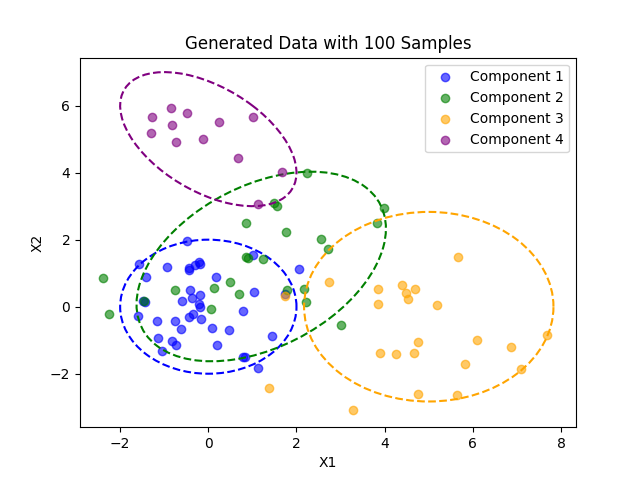 Generated Data with 100 Samples
Component 1
Component 2
Component 3
Component 4
X2
6
4
2
0
−2
−2
0
2
4
6
8
X1